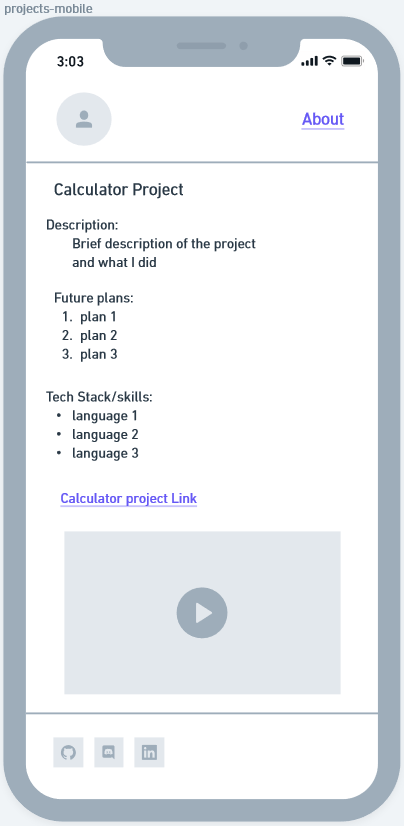 projects-mobile
3:03
About
Calculator Project
Description:
Brief description of the project
and what I did
Future plans:
1. plan 1
2. plan 2
3. plan 3
Tech Stack/skills:
• language 1
• language 2
• language 3
Calculator project Link
in